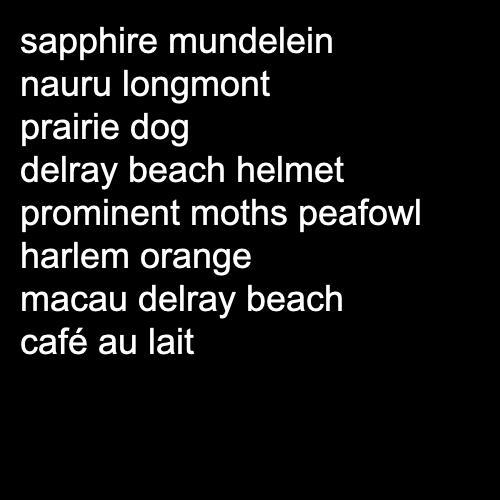 sapphire mundelein
nauru longmont
prairie dog
delray beach helmet
prominent moths peafowl
harlem orange
macau delray beach
café au lait